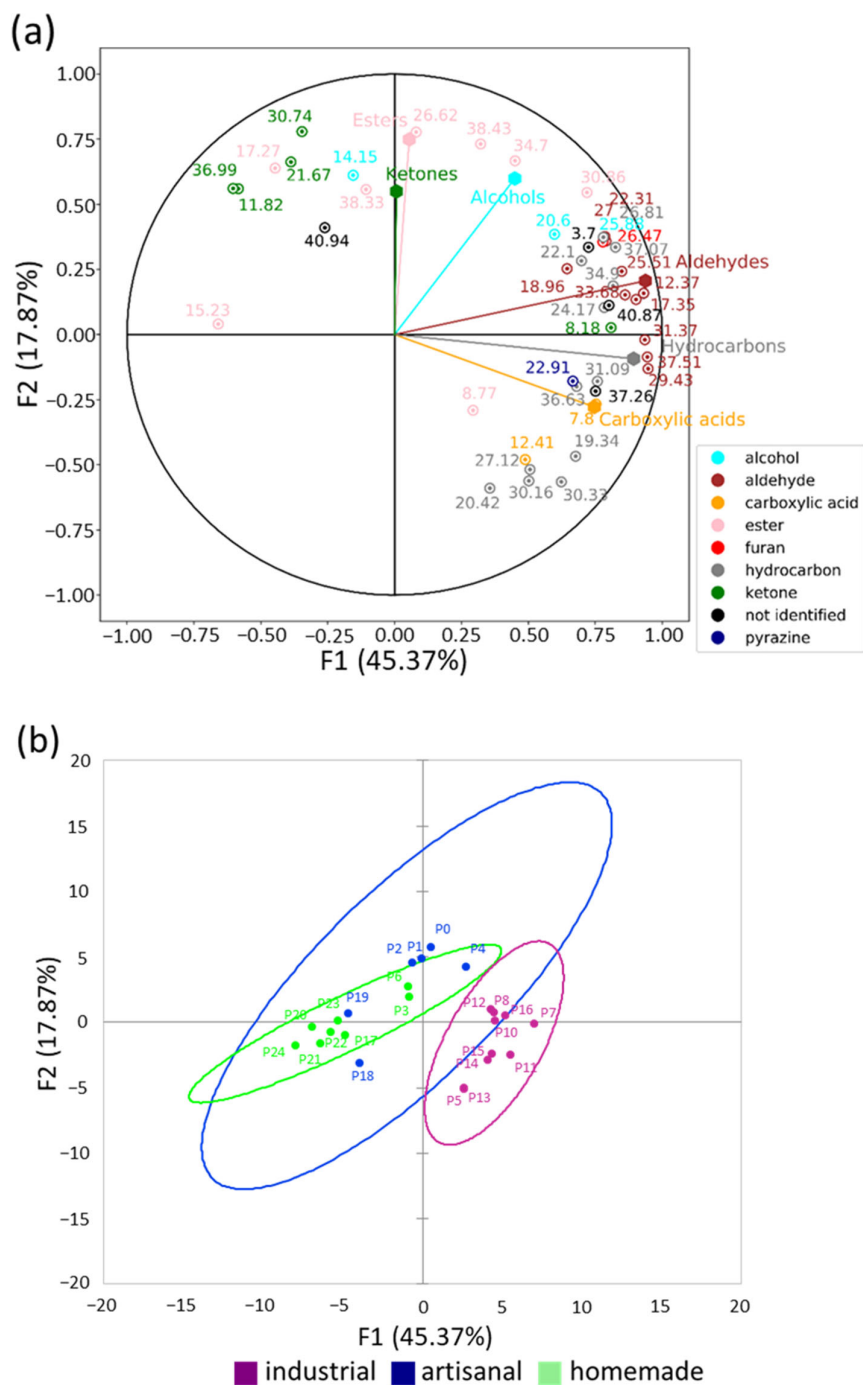 (a)
1.00
0.75
0.50
0.25
0.00
−0.25
−0.50
−0.75
−1.00
F2 (17.87%)
30.74
Esters
26.62
38.43
34.7
17.27
14.15
36.99
21.67
Ketones
11.82
38.33
Alcohols
30.36
22.31
27
26.81
20.6
25.88
3.7
26.47
40.94
22.1
37.07
25.51
Aldehydes
18.96
34.9
12.37
33.68
17.35
24.17
40.87
15.23
8.18
31.37
Hydrocarbons
22.91
31.09
37.51
29.43
36.63
37.26
8.77
7.8
Carboxylic acids
12.41
19.34
27.12
20.42
30.16
30.33
alcohol
aldehyde
carboxylic acid
ester
furan
hydrocarbon
ketone
not identified
pyrazine
−1.00 −0.75 −0.50 −0.25 0.00 0.25 0.50 0.75 1.00
F1 (45.37%)
(b)
20
15
10
5
0
−5
−10
−15
−20
F2 (17.87%)
P0
P1
P2
P4
P6
P3
P19
P23
P20
P17
P22
P21
P24
P18
P12
P8
P16
P7
P10
P15
P14
P11
P5
P13
−20 −15 −10 −5 0 5 10 15 20
F1 (45.37%)
industrial artisanal homemade